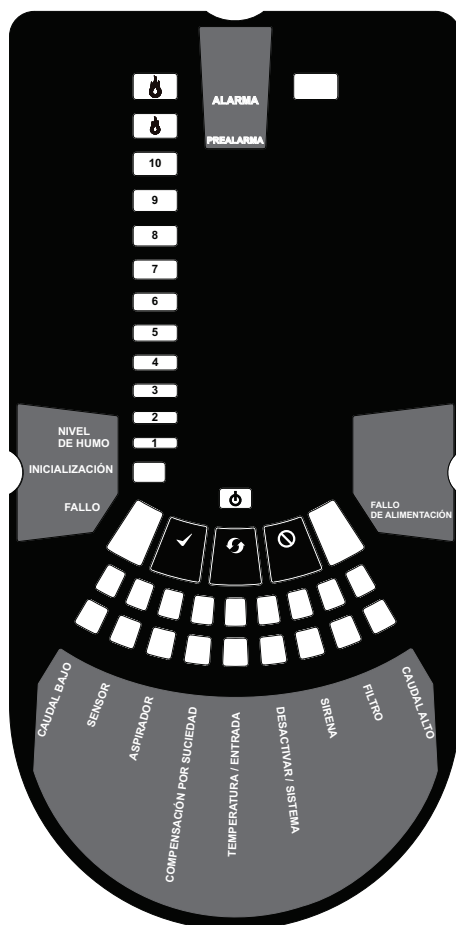 ALARMA
PREALARMA
10
9
8
7
6
5
4
3
2
1
NIVEL
DE HUMO
INICIALIZACIÓN
FALLO
FALLO
DE ALIMENTACIÓN
CAUDAL BAJO
SENSOR
ASPIRADOR
COMPENSACIÓN POR SUCIEDAD
TEMPERATURA / ENTRADA
DESACTIVAR / SISTEMA
SIRENA
FILTRO
CAUDAL ALTO